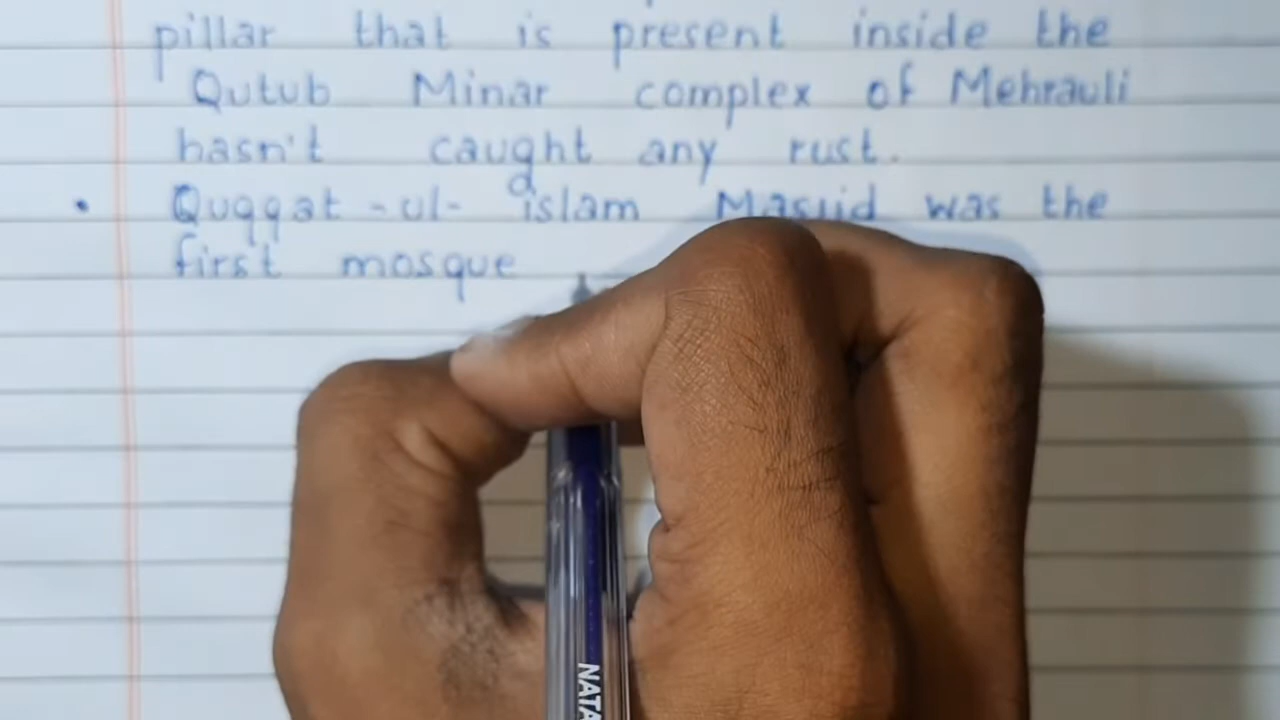 pillar that is present inside the
Qutub Minar complex of Mehrauli
hasn't caught any rust.
• Quqqat-ul-islam Masjid was the
first mosque
NATA